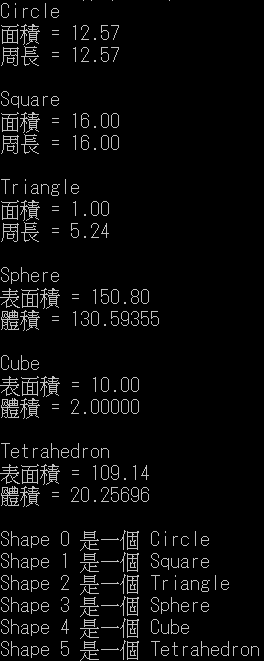 Circle
面積 = 12.57
周長 = 12.57
Square
面積 = 16.00
周長 = 16.00
Triangle
面積 = 1.00
周長 = 5.24
Sphere
表面積 = 150.80
體積 = 130.59355
Cube
表面積 = 10.00
體積 = 2.00000
Tetrahedron
表面積 = 109.14
體積 = 20.25696
Shape 0 是一個 Circle
Shape 1 是一個 Square
Shape 2 是一個 Triangle
Shape 3 是一個 Sphere
Shape 4 是一個 Cube
Shape 5 是一個 Tetrahedron